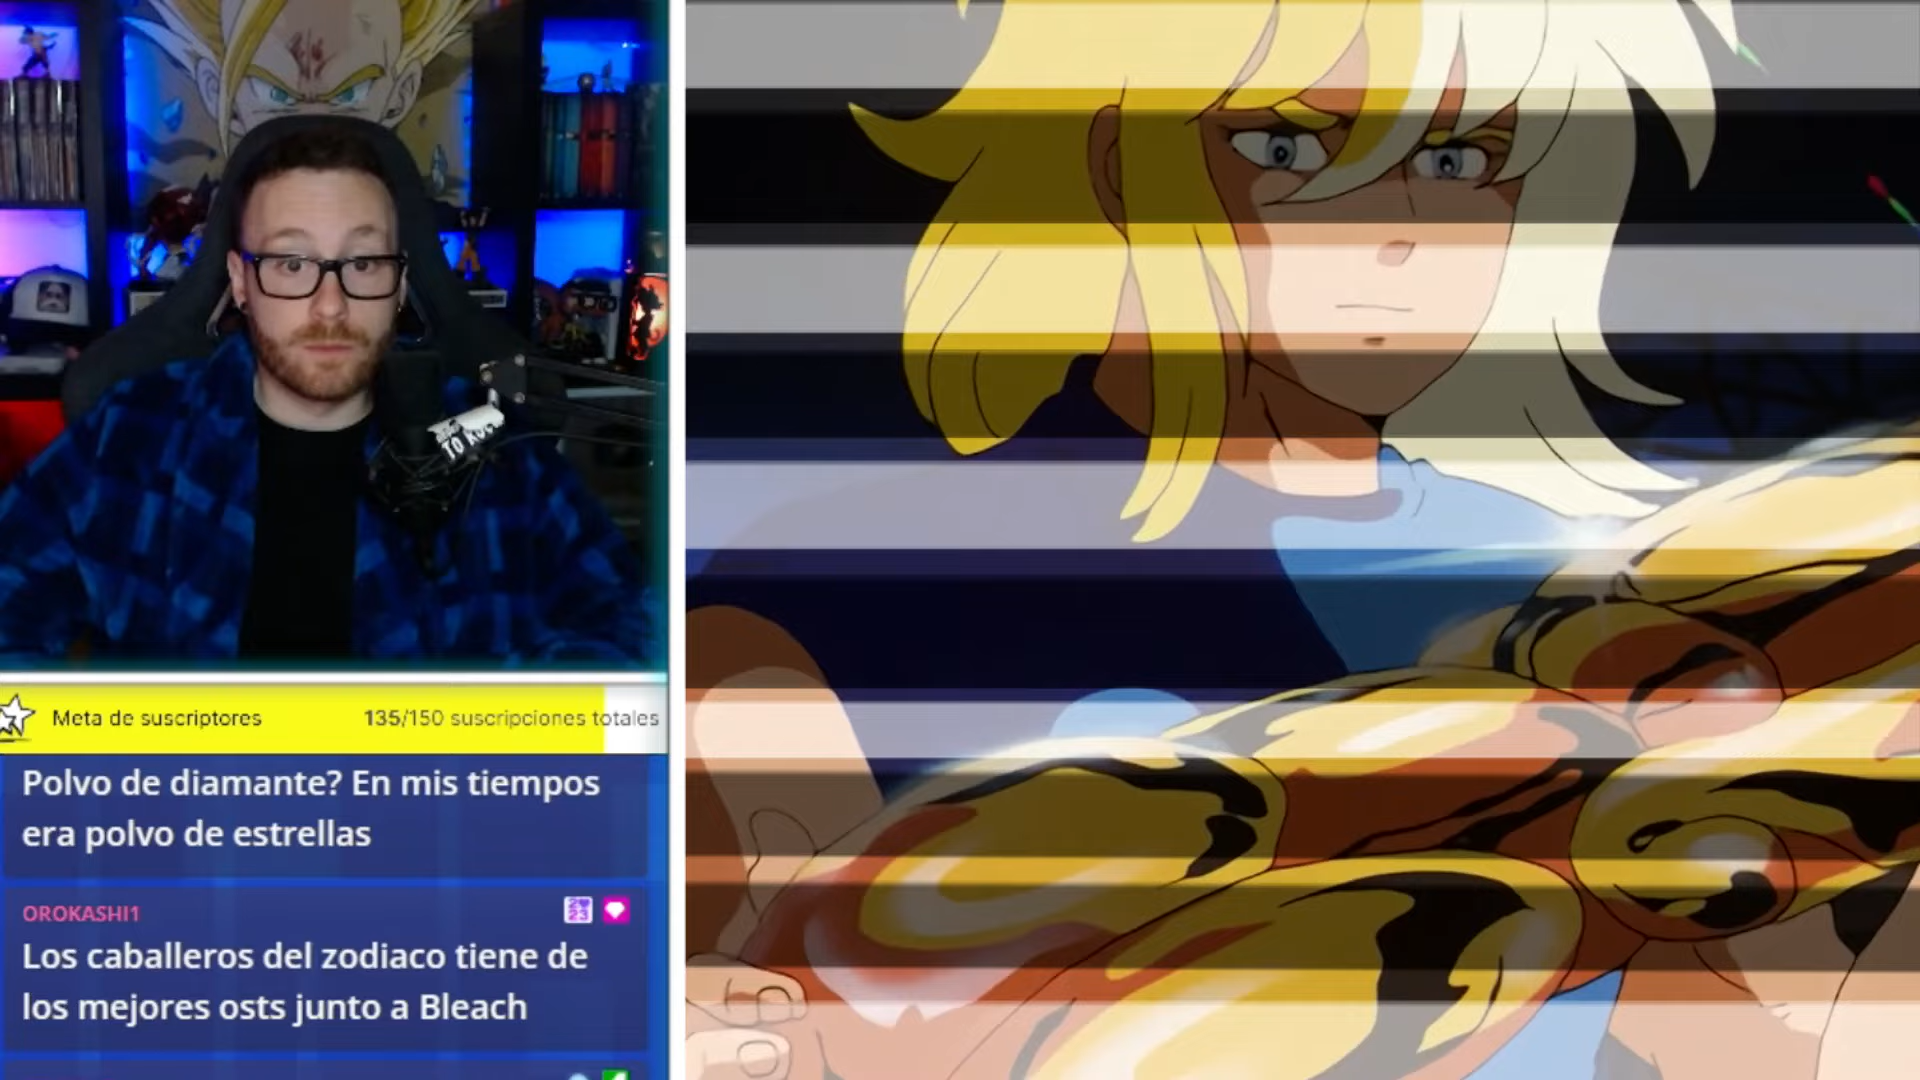 Meta de suscriptores 135/150 suscripciones totales
Polvo de diamante? En mis tiempos
era polvo de estrellas
OROKASHI1
Los caballeros del zodiaco tiene de
los mejores osts junto a Bleach